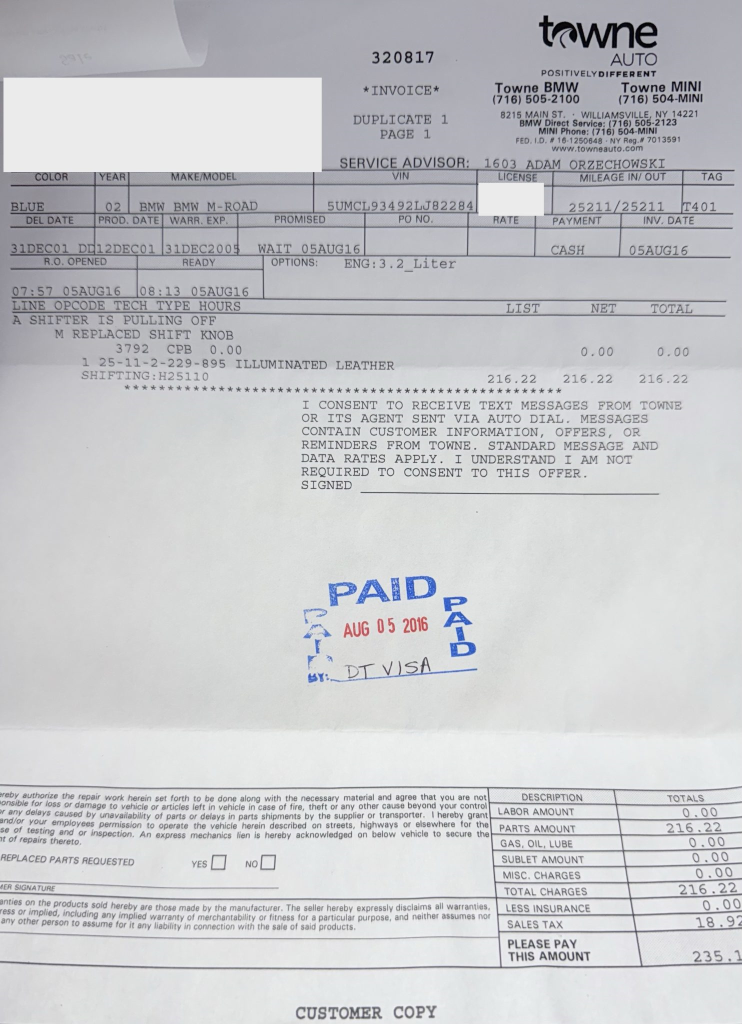 towne
AUTO
POSITIVELY DIFFERENT
320817
*INVOICE*
Towne BMW Towne MINI
(716) 505-2100 (716) 504-MINI
8215 MAIN ST. · WILLIAMSVILLE, NY 14221
BMW Direct Service: (716) 505-2123
MINI Phone: (716) 504-MINI
FED. I.D. # 16-1250648 · NY Reg.# 7013591
www.towneauto.com
DUPLICATE 1
PAGE 1
SERVICE ADVISOR: 1603 ADAM ORZECHOWSKI
COLOR YEAR MAKE/MODEL VIN LICENSE MILEAGE IN/ OUT TAG
BLUE 02 BMW BMW M-ROAD 5UMCL93492LJ82284 25211/25211 T401
DEL DATE PROD. DATE WARR. EXP. PROMISED PO NO. RATE PAYMENT INV. DATE
31DEC01 DD 12DEC01 31DEC2005 WAIT 05AUG16 CASH 05AUG16
R.O. OPENED READY OPTIONS: ENG:3.2_Liter
07:57 05AUG16 08:13 05AUG16
LINE OPCODE TECH TYPE HOURS LIST NET TOTAL
A SHIFTER IS PULLING OFF
M REPLACED SHIFT KNOB
3792 CPB 0.00 0.00 0.00
1 25-11-2-229-895 ILLUMINATED LEATHER
SHIFTING:H25110 216.22 216.22 216.22
****************************************************
I CONSENT TO RECEIVE TEXT MESSAGES FROM TOWNE
OR ITS AGENT SENT VIA AUTO DIAL. MESSAGES
CONTAIN CUSTOMER INFORMATION, OFFERS, OR
REMINDERS FROM TOWNE. STANDARD MESSAGE AND
DATA RATES APPLY. I UNDERSTAND I AM NOT
REQUIRED TO CONSENT TO THIS OFFER.
SIGNED
PAID
PAID
AUG 05 2016
PAID
BY: DT VISA
ereby authorize the repair work herein set forth to be done along with the necessary material and agree that you are not
onsible for loss or damage to vehicle or articles left in vehicle in case of fire, theft or any other cause beyond your control
r any delays caused by unavailability of parts or delays in parts shipments by the supplier or transporter. I hereby grant
and/or your employees permission to operate the vehicle herein described on streets, highways or elsewhere for the
se of testing and or inspection. An express mechanics lien is hereby acknowledged on below vehicle to secure the
nt of repairs thereto.
REPLACED PARTS REQUESTED YES NO
MER SIGNATURE
anties on the products sold hereby are those made by the manufacturer. The seller hereby expressly disclaims all warranties,
ress or implied, including any implied warranty of merchantability or fitness for a particular purpose, and neither assumes nor
any other person to assume for it any liability in connection with the sale of said products.
DESCRIPTION TOTALS
LABOR AMOUNT 0.00
PARTS AMOUNT 216.22
GAS, OIL, LUBE 0.00
SUBLET AMOUNT 0.00
MISC. CHARGES 0.00
TOTAL CHARGES 216.22
LESS INSURANCE 0.00
SALES TAX 18.92
PLEASE PAY
THIS AMOUNT 235.1
CUSTOMER COPY